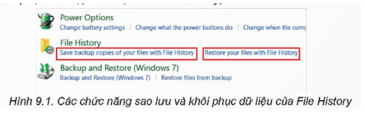 Power Options
Change battery settings | Change what the power buttons do | Change when the com
File History
Save backup copies of your files with File History | Restore your files with File History
Backup and Restore (Windows 7)
Backup and Restore (Windows 7) | Restore files from backup
Hình 9.1. Các chức năng sao lưu và khôi phục dữ liệu của File History